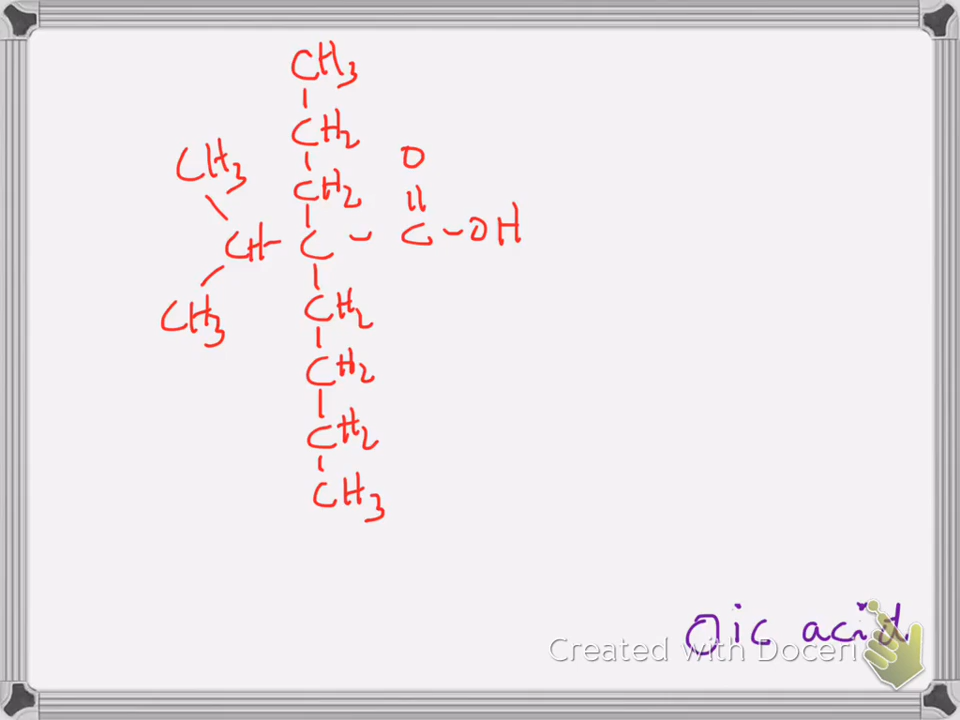 CH3
CH2
CH3 CH2 O
CH - C - C - OH
CH3 CH2
CH2
CH2
CH3
oic acid
Created with Doceri